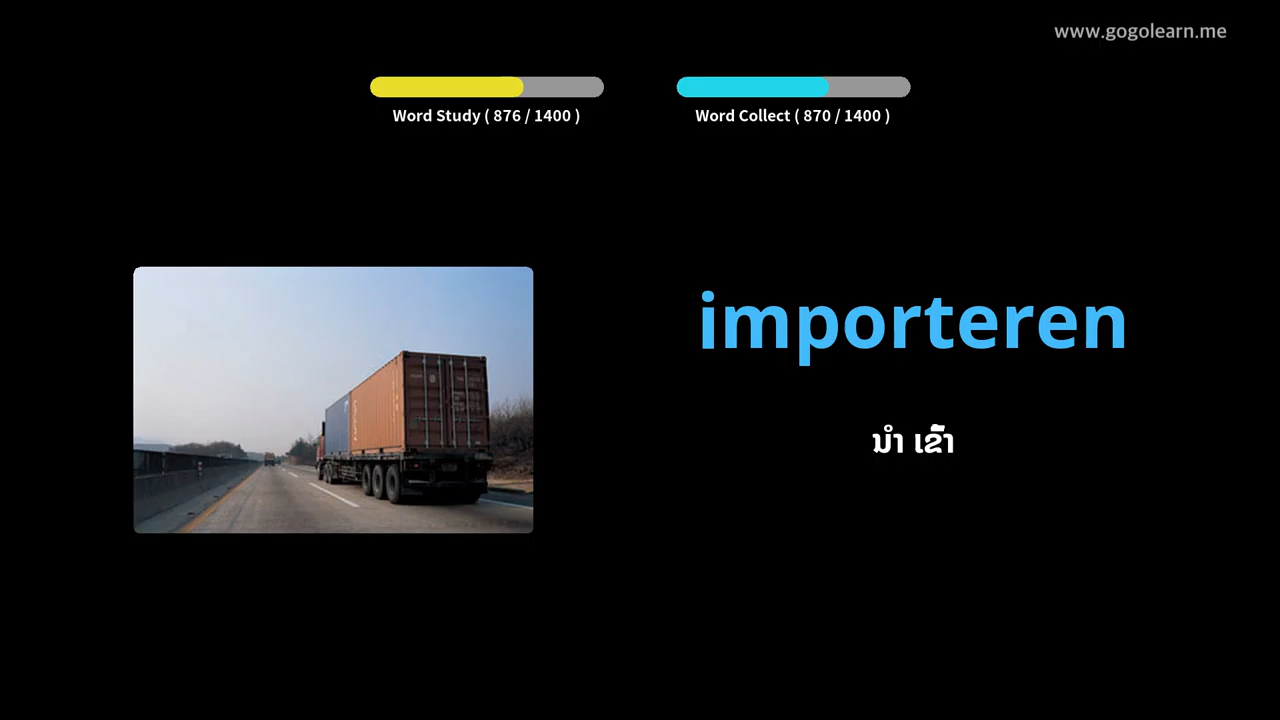 www.gogolearn.me
Word Study ( 876 / 1400 )
Word Collect ( 870 / 1400 )
importeren
ນໍາ ເຂົ້າ